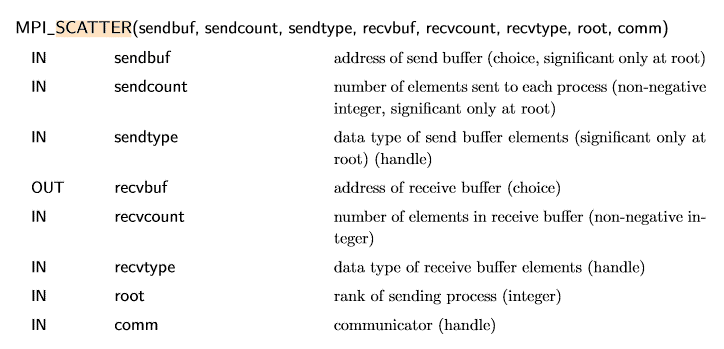 MPI_SCATTER(sendbuf, sendcount, sendtype, recvbuf, recvcount, recvtype, root, comm)
IN sendbuf address of send buffer (choice, significant only at root)
IN sendcount number of elements sent to each process (non-negative
integer, significant only at root)
IN sendtype data type of send buffer elements (significant only at
root) (handle)
OUT recvbuf address of receive buffer (choice)
IN recvcount number of elements in receive buffer (non-negative in-
teger)
IN recvtype data type of receive buffer elements (handle)
IN root rank of sending process (integer)
IN comm communicator (handle)